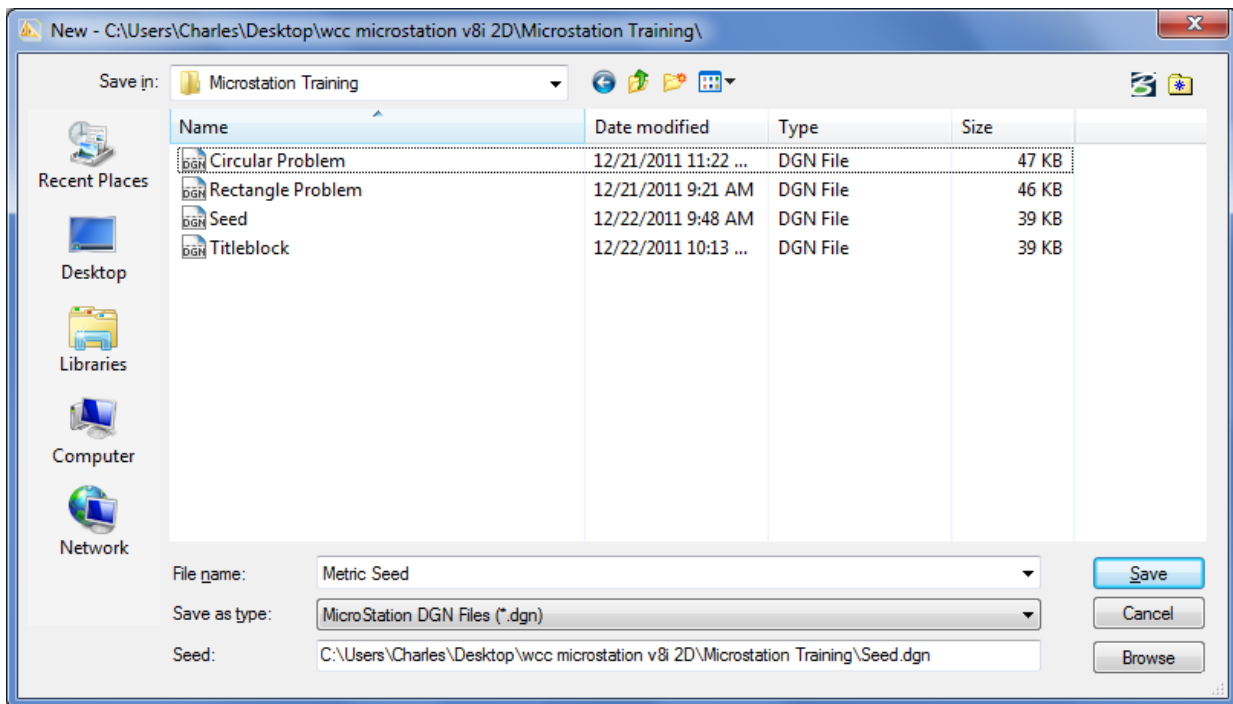 New - C:\Users\Charles\Desktop\wcc microstation v8i 2D\Microstation Training\
X
Save in: Microstation Training
Recent Places
Desktop
Libraries
Computer
Network
Name Date modified Type Size
DGN Circular Problem 12/21/2011 11:22 ... DGN File 47 KB
DGN Rectangle Problem 12/21/2011 9:21 AM DGN File 46 KB
DGN Seed 12/22/2011 9:48 AM DGN File 39 KB
DGN Titleblock 12/22/2011 10:13 ... DGN File 39 KB
File name: Metric Seed Save
Save as type: MicroStation DGN Files (*.dgn) Cancel
Seed: C:\Users\Charles\Desktop\wcc microstation v8i 2D\Microstation Training\Seed.dgn Browse